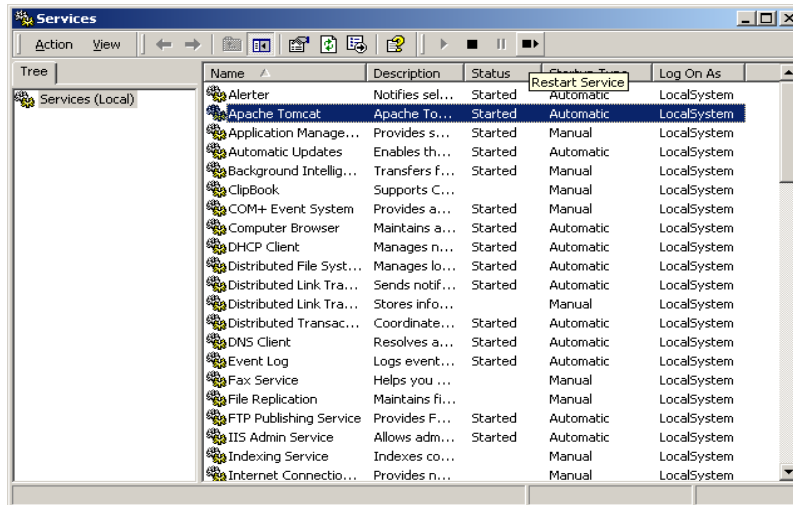 Services
Action View
Tree
Name Description Status Startup Type Log On As
Restart Service
Services (Local)
Alerter Notifies sel... Started Automatic LocalSystem
Apache Tomcat Apache To... Started Automatic LocalSystem
Application Manage... Provides s... Started Manual LocalSystem
Automatic Updates Enables th... Started Automatic LocalSystem
Background Intellig... Transfers f... Started Manual LocalSystem
ClipBook Supports C... Manual LocalSystem
COM+ Event System Provides a... Started Manual LocalSystem
Computer Browser Maintains a... Started Automatic LocalSystem
DHCP Client Manages n... Started Automatic LocalSystem
Distributed File Syst... Manages lo... Started Automatic LocalSystem
Distributed Link Tra... Sends notif... Started Automatic LocalSystem
Distributed Link Tra... Stores info... Manual LocalSystem
Distributed Transac... Coordinate... Started Automatic LocalSystem
DNS Client Resolves a... Started Automatic LocalSystem
Event Log Logs event... Started Automatic LocalSystem
Fax Service Helps you ... Manual LocalSystem
File Replication Maintains fi... Manual LocalSystem
FTP Publishing Service Provides F... Started Automatic LocalSystem
IIS Admin Service Allows adm... Started Automatic LocalSystem
Indexing Service Indexes co... Manual LocalSystem
Internet Connectio... Provides n... Manual LocalSystem